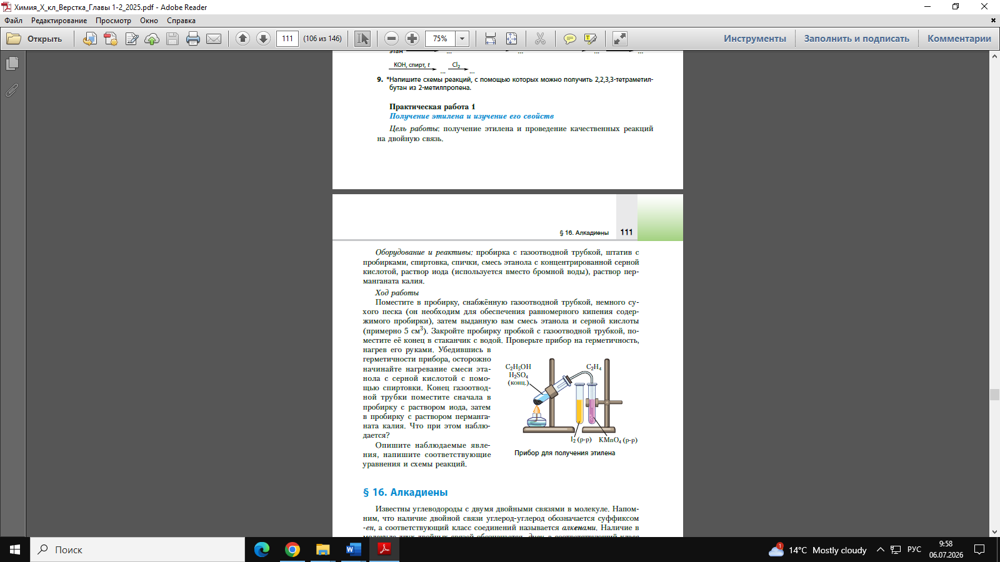 Химия_X_кл_Верстка_Главы 1-2_2025.pdf - Adobe Reader
Файл Редактирование Просмотр Окно Справка
Открыть 111 (106 из 146) 75% Инструменты Заполнить и подписать Комментарии
этан ... ... ... ...
KOH, спирт, t ... Cl2 ...
9. *Напишите схемы реакций, с помощью которых можно получить 2,2,3,3-тетраметил-
бутан из 2-метилпропена.
Практическая работа 1
Получение этилена и изучение его свойств
Цель работы: получение этилена и проведение качественных реакций
на двойную связь.
§ 16. Алкадиены 111
Оборудование и реактивы: пробирка с газоотводной трубкой, штатив с
пробирками, спиртовка, спички, смесь этанола с концентрированной серной
кислотой, раствор иода (используется вместо бромной воды), раствор пер-
манганата калия.
Ход работы
Поместите в пробирку, снабжённую газоотводной трубкой, немного су-
хого песка (он необходим для обеспечения равномерного кипения содер-
жимого пробирки), затем выданную вам смесь этанола и серной кислоты
(примерно 5 см3). Закройте пробирку пробкой с газоотводной трубкой, по-
местите её конец в стаканчик с водой. Проверьте прибор на герметичность,
нагрев его руками. Убедившись в
герметичности прибора, осторожно
начинайте нагревание смеси эта-
нола с серной кислотой с помо-
щью спиртовки. Конец газоотвод-
ной трубки поместите сначала в
пробирку с раствором иода, затем
в пробирку с раствором перманга-
ната калия. Что при этом наблю-
дается?
Опишите наблюдаемые явле-
ния, напишите соответствующие
уравнения и схемы реакций.
C2H5OH
H2SO4
(конц.)
C2H4
I2 (р-р) KMnO4 (р-р)
Прибор для получения этилена
§ 16. Алкадиены
Известны углеводороды с двумя двойными связями в молекуле. Напом-
ним, что наличие двойной связи углерод-углерод обозначается суффиксом
-ен, а соответствующий класс соединений называется алкенами. Наличие в
молекуле двух двойных связей обозначается -диен, а соответствующий класс
Поиск
1
14°C Mostly cloudy
РУС
9:58
06.07.2026